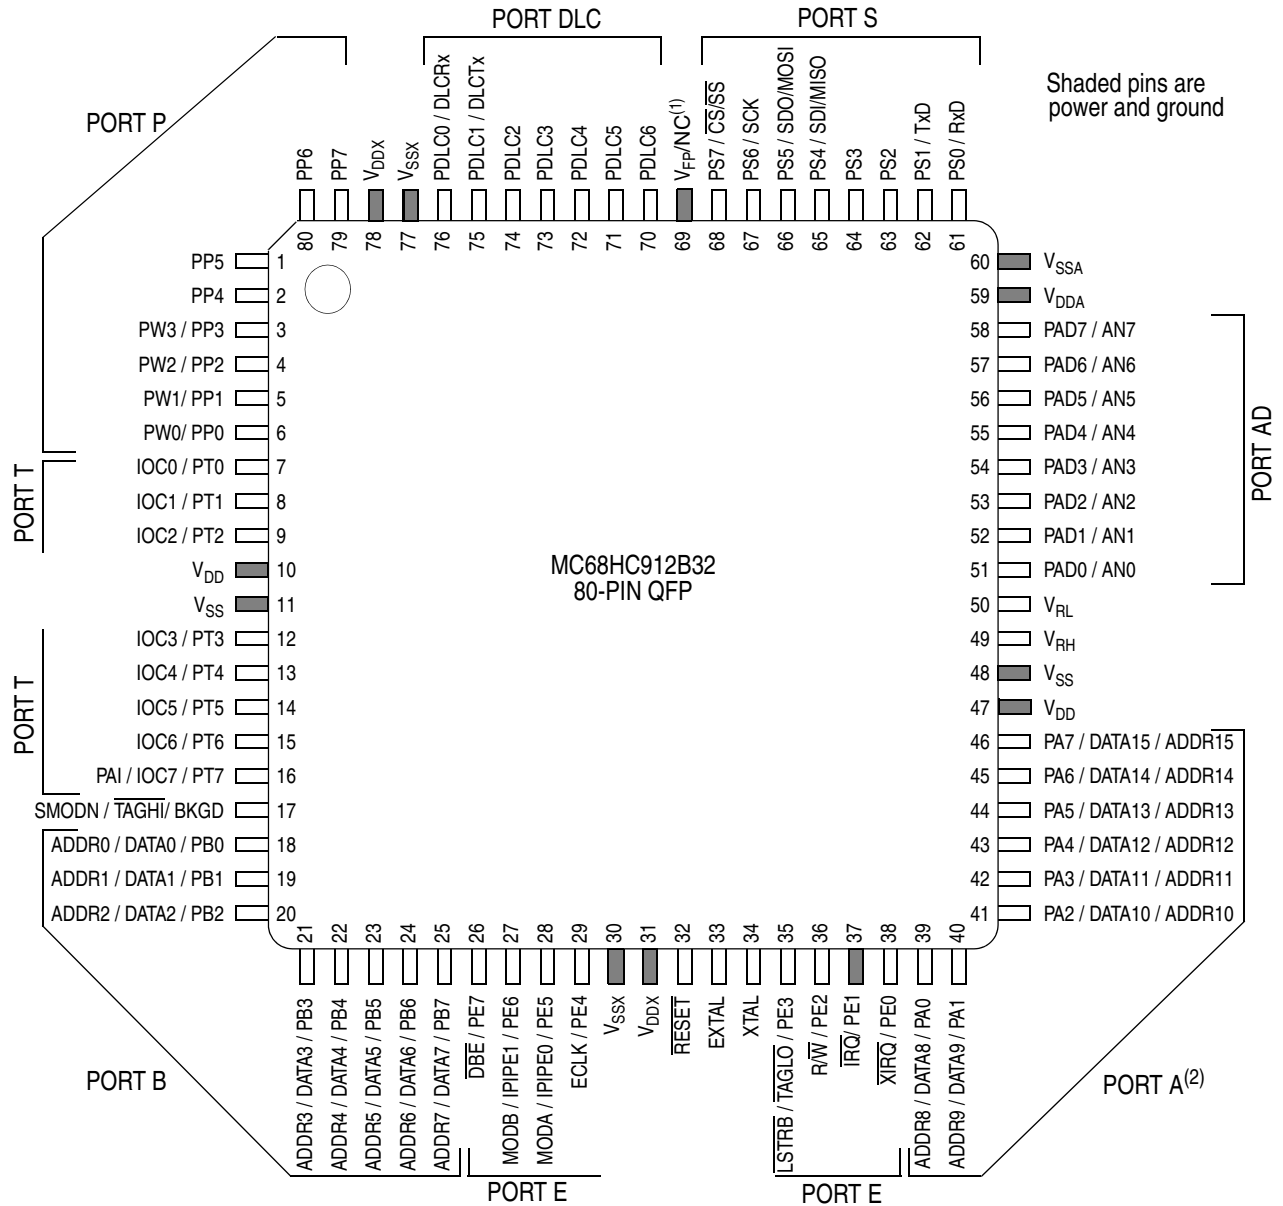 PORT DLC
PORT S
PORT P
Shaded pins are
power and ground
PP6
PP7
VDDX
VSSX
PDLC0 / DLCRx
PDLC1 / DLCTx
PDLC2
PDLC3
PDLC4
PDLC5
PDLC6
VFP/NC(1)
PS7 / CS/SS
PS6 / SCK
PS5 / SDO/MOSI
PS4 / SDI/MISO
PS3
PS2
PS1 / TxD
PS0 / RxD
80
79
78
77
76
75
74
73
72
71
70
69
68
67
66
65
64
63
62
61
PP5 1
PP4 2
PW3 / PP3 3
PW2 / PP2 4
PW1/ PP1 5
PW0/ PP0 6
PORT T
IOC0 / PT0 7
IOC1 / PT1 8
IOC2 / PT2 9
VDD 10
VSS 11
PORT T
IOC3 / PT3 12
IOC4 / PT4 13
IOC5 / PT5 14
IOC6 / PT6 15
PAI / IOC7 / PT7 16
SMODN / TAGHI/ BKGD 17
ADDR0 / DATA0 / PB0 18
ADDR1 / DATA1 / PB1 19
ADDR2 / DATA2 / PB2 20
MC68HC912B32
80-PIN QFP
60 VSSA
59 VDDA
58 PAD7 / AN7
57 PAD6 / AN6
56 PAD5 / AN5
55 PAD4 / AN4
54 PAD3 / AN3
53 PAD2 / AN2
52 PAD1 / AN1
51 PAD0 / AN0
PORT AD
50 VRL
49 VRH
48 VSS
47 VDD
46 PA7 / DATA15 / ADDR15
45 PA6 / DATA14 / ADDR14
44 PA5 / DATA13 / ADDR13
43 PA4 / DATA12 / ADDR12
42 PA3 / DATA11 / ADDR11
41 PA2 / DATA10 / ADDR10
21
22
23
24
25
26
27
28
29
30
31
32
33
34
35
36
37
38
39
40
ADDR3 / DATA3 / PB3
ADDR4 / DATA4 / PB4
ADDR5 / DATA5 / PB5
ADDR6 / DATA6 / PB6
ADDR7 / DATA7 / PB7
DBE / PE7
MODB / IPIPE1 / PE6
MODA / IPIPE0 / PE5
ECLK / PE4
VSSX
VDDX
RESET
EXTAL
XTAL
LSTRB / TAGLO / PE3
R/W / PE2
IRQ/ PE1
XIRQ / PE0
ADDR8 / DATA8 / PA0
ADDR9 / DATA9 / PA1
PORT B
PORT A(2)
PORT E
PORT E